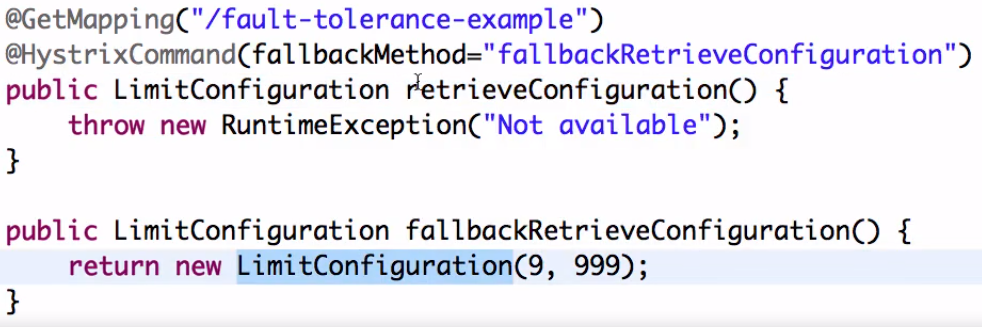 @GetMapping("/fault-tolerance-example")
@HystrixCommand(fallbackMethod="fallbackRetrieveConfiguration")
public LimitConfiguration retrieveConfiguration() {
throw new RuntimeException("Not available");
}
public LimitConfiguration fallbackRetrieveConfiguration() {
return new LimitConfiguration(9, 999);
}